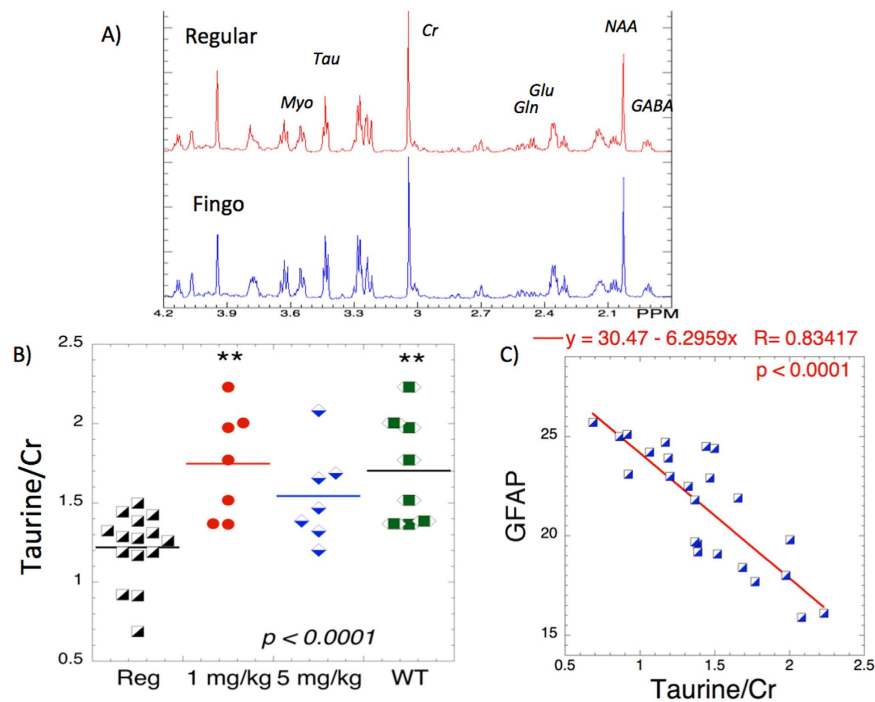 A)
Regular
Cr
NAA
Tau
Myo
Glu
Gln
GABA
Fingo
4.2 3.9 3.6 3.3 3 2.7 2.4 2.1 PPM
B)
2.5
2
1.5
1
0.5
Taurine/Cr
** **
p < 0.0001
Reg 1 mg/kg 5 mg/kg WT
y = 30.47 - 6.2959x R= 0.83417
C)
p < 0.0001
GFAP
25
20
15
0.5 1 1.5 2 2.5
Taurine/Cr